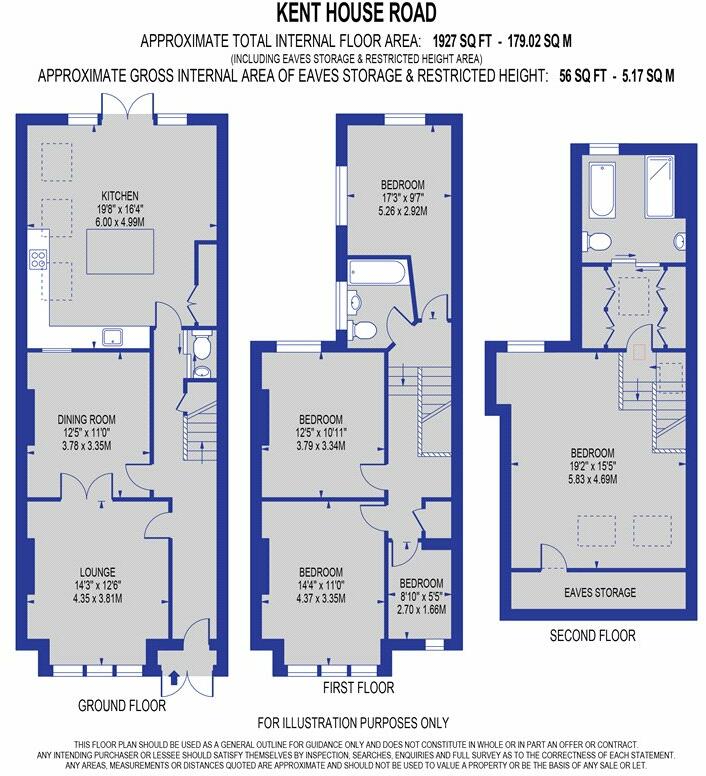 KENT HOUSE ROAD
APPROXIMATE TOTAL INTERNAL FLOOR AREA: 1927 SQ FT - 179.02 SQ M
(INCLUDING EAVES STORAGE & RESTRICTED HEIGHT AREA)
APPROXIMATE GROSS INTERNAL AREA OF EAVES STORAGE & RESTRICTED HEIGHT: 56 SQ FT - 5.17 SQ M
KITCHEN
19'8" x 16'4"
6.00 x 4.99M
DINING ROOM
12'5" x 11'0"
3.78 x 3.35M
LOUNGE
14'3" x 12'6"
4.35 x 3.81M
GROUND FLOOR
BEDROOM
17'3" x 9'7"
5.26 x 2.92M
BEDROOM
12'5" x 10'11"
3.79 x 3.34M
BEDROOM
14'4" x 11'0"
4.37 x 3.35M
BEDROOM
8'10" x 5'5"
2.70 x 1.66M
FIRST FLOOR
BEDROOM
19'2" x 15'5"
5.83 x 4.69M
EAVES STORAGE
SECOND FLOOR
FOR ILLUSTRATION PURPOSES ONLY
THIS FLOOR PLAN SHOULD BE USED AS A GENERAL OUTLINE FOR GUIDANCE ONLY AND DOES NOT CONSTITUTE IN WHOLE OR IN PART AN OFFER OR CONTRACT.
ANY INTENDING PURCHASER OR LESSEE SHOULD SATISFY THEMSELVES BY INSPECTION, SEARCHES, ENQUIRIES AND FULL SURVEY AS TO THE CORRECTNESS OF EACH STATEMENT.
ANY AREAS, MEASUREMENTS OR DISTANCES QUOTED ARE APPROXIMATE AND SHOULD NOT BE USED TO VALUE A PROPERTY OR BE THE BASIS OF ANY SALE OR LET.